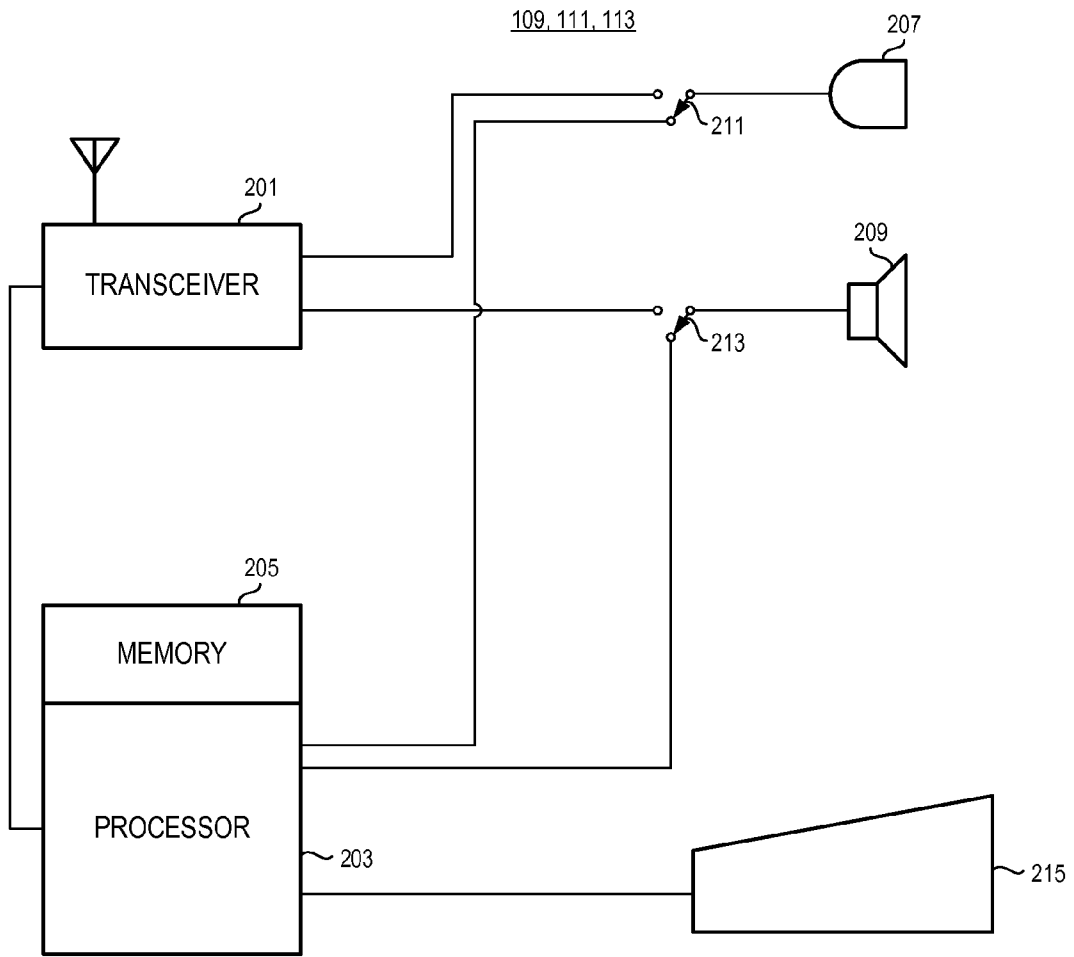 109, 111, 113
207
211
201
TRANSCEIVER
209
213
205
MEMORY
PROCESSOR
203
215